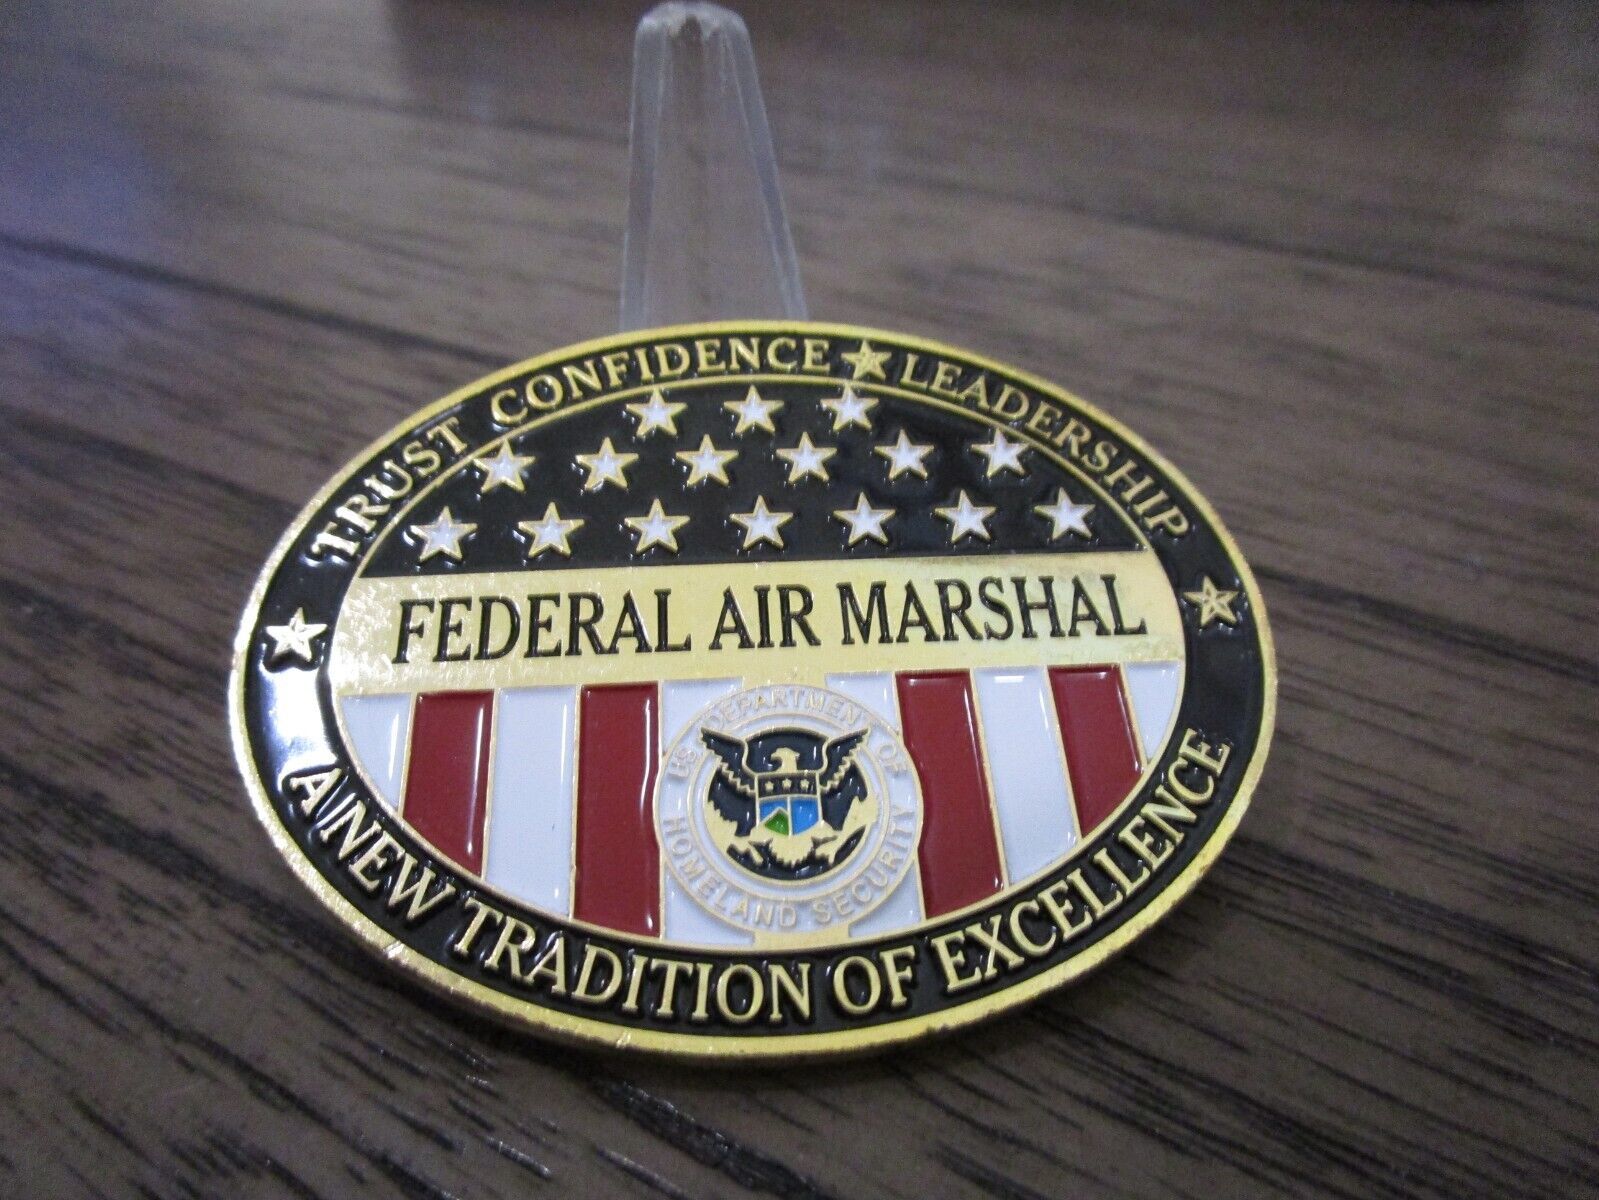 TRUST CONFIDENCE ★ LEADERSHIP
FEDERAL AIR MARSHAL
U.S. DEPARTMENT OF
HOMELAND SECURITY
A NEW TRADITION OF EXCELLENCE